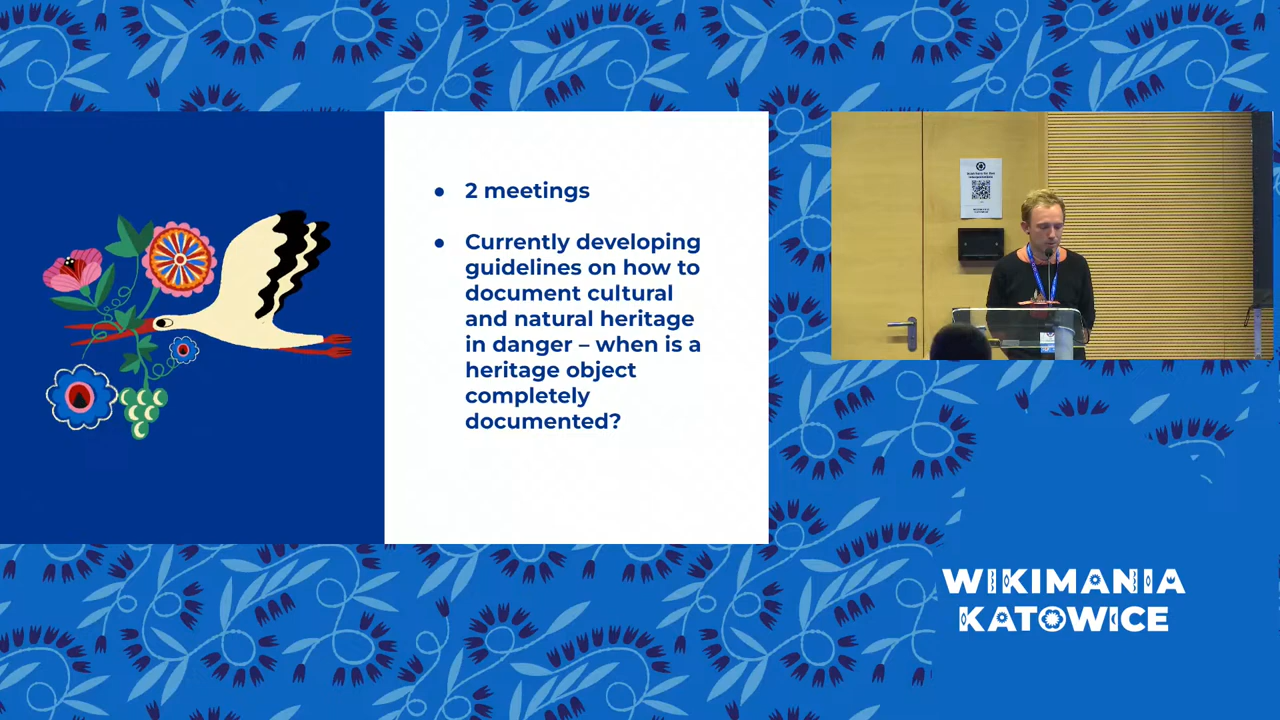 ● 2 meetings
● Currently developing
guidelines on how to
document cultural
and natural heritage
in danger – when is a
heritage object
completely
documented?
WIKIMANIA
KATOWICE